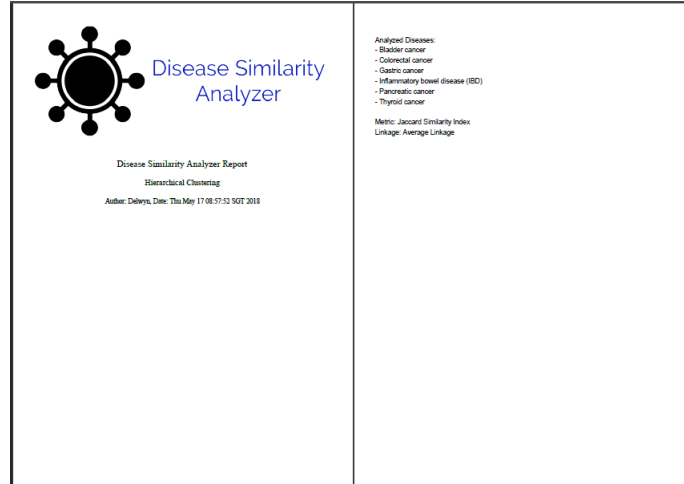 Disease Similarity
Analyzer
Disease Similarity Analyzer Report
Hierarchical Clustering
Author: Delwyn, Date: Thu May 17 08:57:52 SGT 2018
Analyzed Diseases:
- Bladder cancer
- Colorectal cancer
- Gastric cancer
- Inflammatory bowel disease (IBD)
- Pancreatic cancer
- Thyroid cancer
Metric: Jaccard Similarity Index
Linkage: Average Linkage